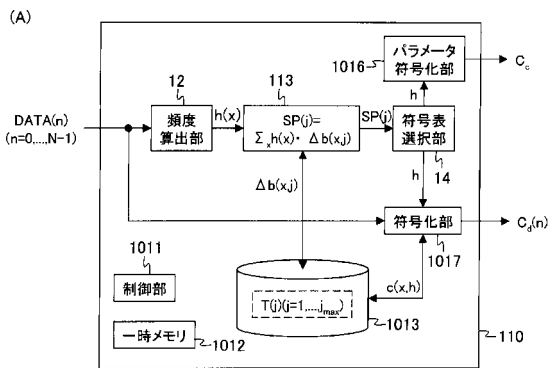 (A)
1016
パラメータ
符号化部
C_c
12
113
h
DATA(n)
(n=0,...,N-1)
頻度
算出部
h(x)
SP(j)=
Σ_x h(x)・Δb(x,j)
SP(j)
符号表
選択部
h
14
Δb(x,j)
符号化部
C_d(n)
1017
1011
制御部
c(x,h)
T(j)(j=1,...,j_max)
1013
110
一時メモリ
1012